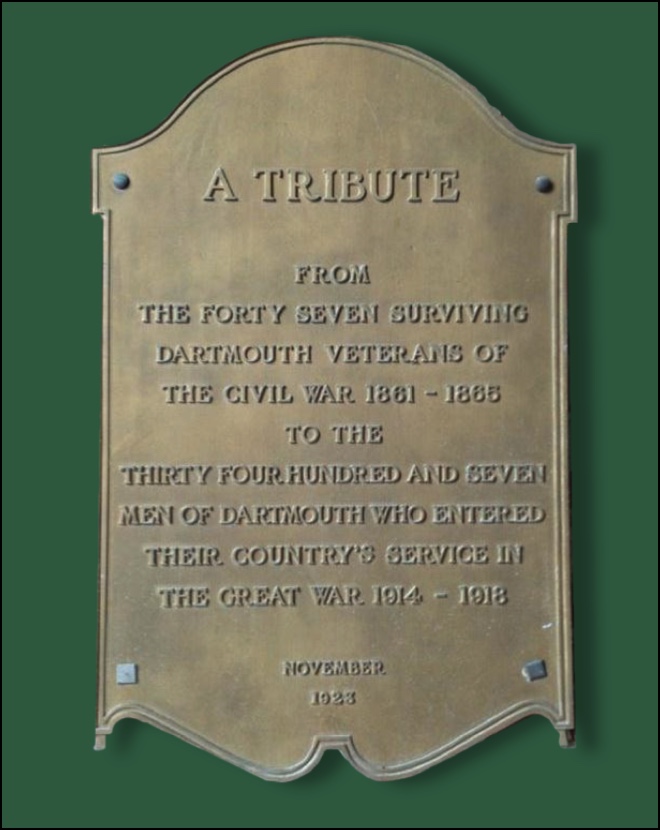 A TRIBUTE
FROM
THE FORTY SEVEN SURVIVING
DARTMOUTH VETERANS OF
THE CIVIL WAR 1861 - 1865
TO THE
THIRTY FOUR HUNDRED AND SEVEN
MEN OF DARTMOUTH WHO ENTERED
THEIR COUNTRY'S SERVICE IN
THE GREAT WAR 1914 - 1918
NOVEMBER
1923